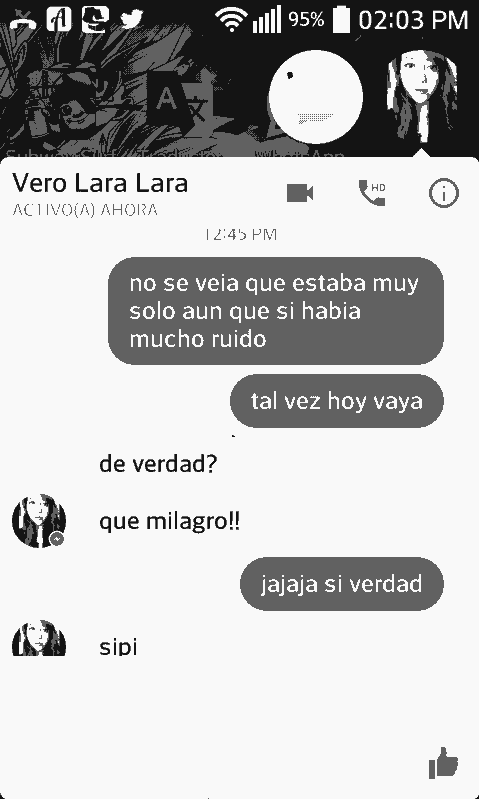 95% 02:03 PM
A
Vero Lara Lara
HD
ACTIVO(A) AHORA
12:45 PM
no se veia que estaba muy
solo aun que si habia
mucho ruido
tal vez hoy vaya
de verdad?
que milagro!!
jajaja si verdad
sipi